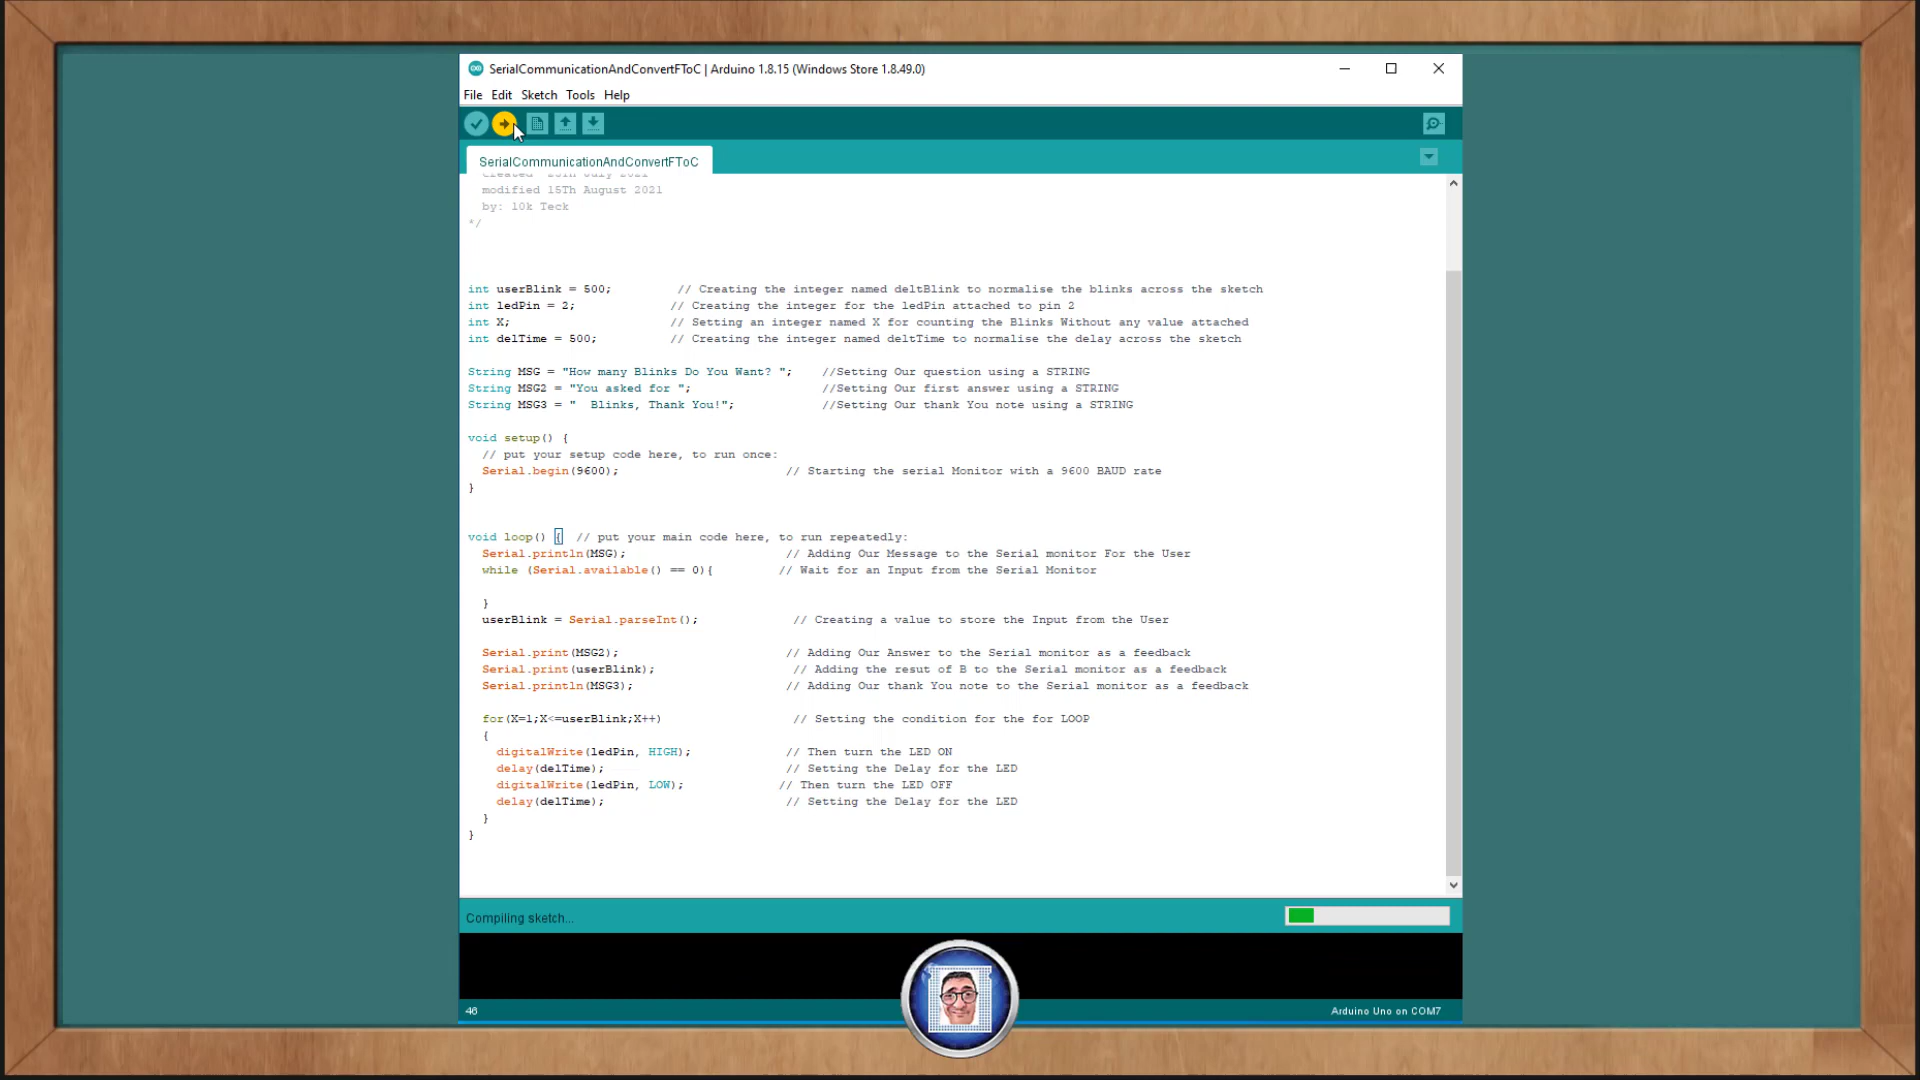 SerialCommunicationAndConvertFToC | Arduino 1.8.15 (Windows Store 1.8.49.0)
File Edit Sketch Tools Help
SerialCommunicationAndConvertFToC
modified 15Th August 2021
by: 10k Teck
*/
int userBlink = 500; // Creating the integer named deltBlink to normalise the blinks across the sketch
int ledPin = 2; // Creating the integer for the ledPin attached to pin 2
int X; // Setting an integer named X for counting the Blinks Without any value attached
int delTime = 500; // Creating the integer named deltTime to normalise the delay across the sketch
String MSG = "How many Blinks Do You Want? "; //Setting Our question using a STRING
String MSG2 = "You asked for "; //Setting Our first answer using a STRING
String MSG3 = "  Blinks, Thank You!"; //Setting Our thank You note using a STRING
void setup() {
// put your setup code here, to run once:
Serial.begin(9600); // Starting the serial Monitor with a 9600 BAUD rate
}
void loop() { // put your main code here, to run repeatedly:
Serial.println(MSG); // Adding Our Message to the Serial monitor For the User
while (Serial.available() == 0){ // Wait for an Input from the Serial Monitor
}
userBlink = Serial.parseInt(); // Creating a value to store the Input from the User
Serial.print(MSG2); // Adding Our Answer to the Serial monitor as a feedback
Serial.print(userBlink); // Adding the resut of B to the Serial monitor as a feedback
Serial.println(MSG3); // Adding Our thank You note to the Serial monitor as a feedback
for(X=1;X<=userBlink;X++) // Setting the condition for the for LOOP
{
digitalWrite(ledPin, HIGH); // Then turn the LED ON
delay(delTime); // Setting the Delay for the LED
digitalWrite(ledPin, LOW); // Then turn the LED OFF
delay(delTime); // Setting the Delay for the LED
}
}
Compiling sketch...
46 Arduino Uno on COM7